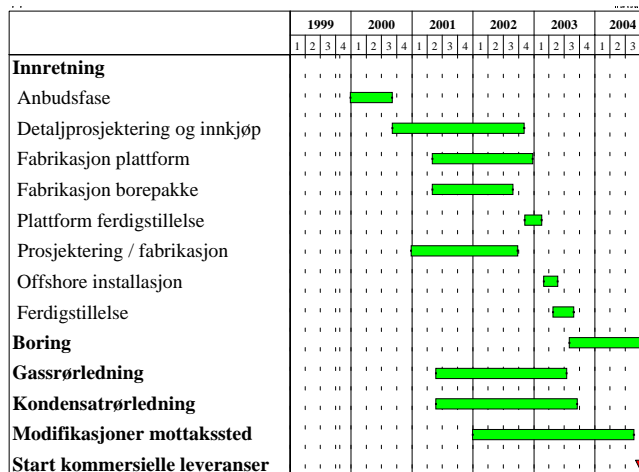 1999 2000 2001 2002 2003 2004
1 2 3 4 1 2 3 4 1 2 3 4 1 2 3 4 1 2 3 4 1 2 3
Innretning
Anbudsfase
Detaljprosjektering og innkjøp
Fabrikasjon plattform
Fabrikasjon borepakke
Plattform ferdigstillelse
Prosjektering / fabrikasjon
Offshore installasjon
Ferdigstillelse
Boring
Gassrørledning
Kondensatrørledning
Modifikasjoner mottakssted
Start kommersielle leveranser